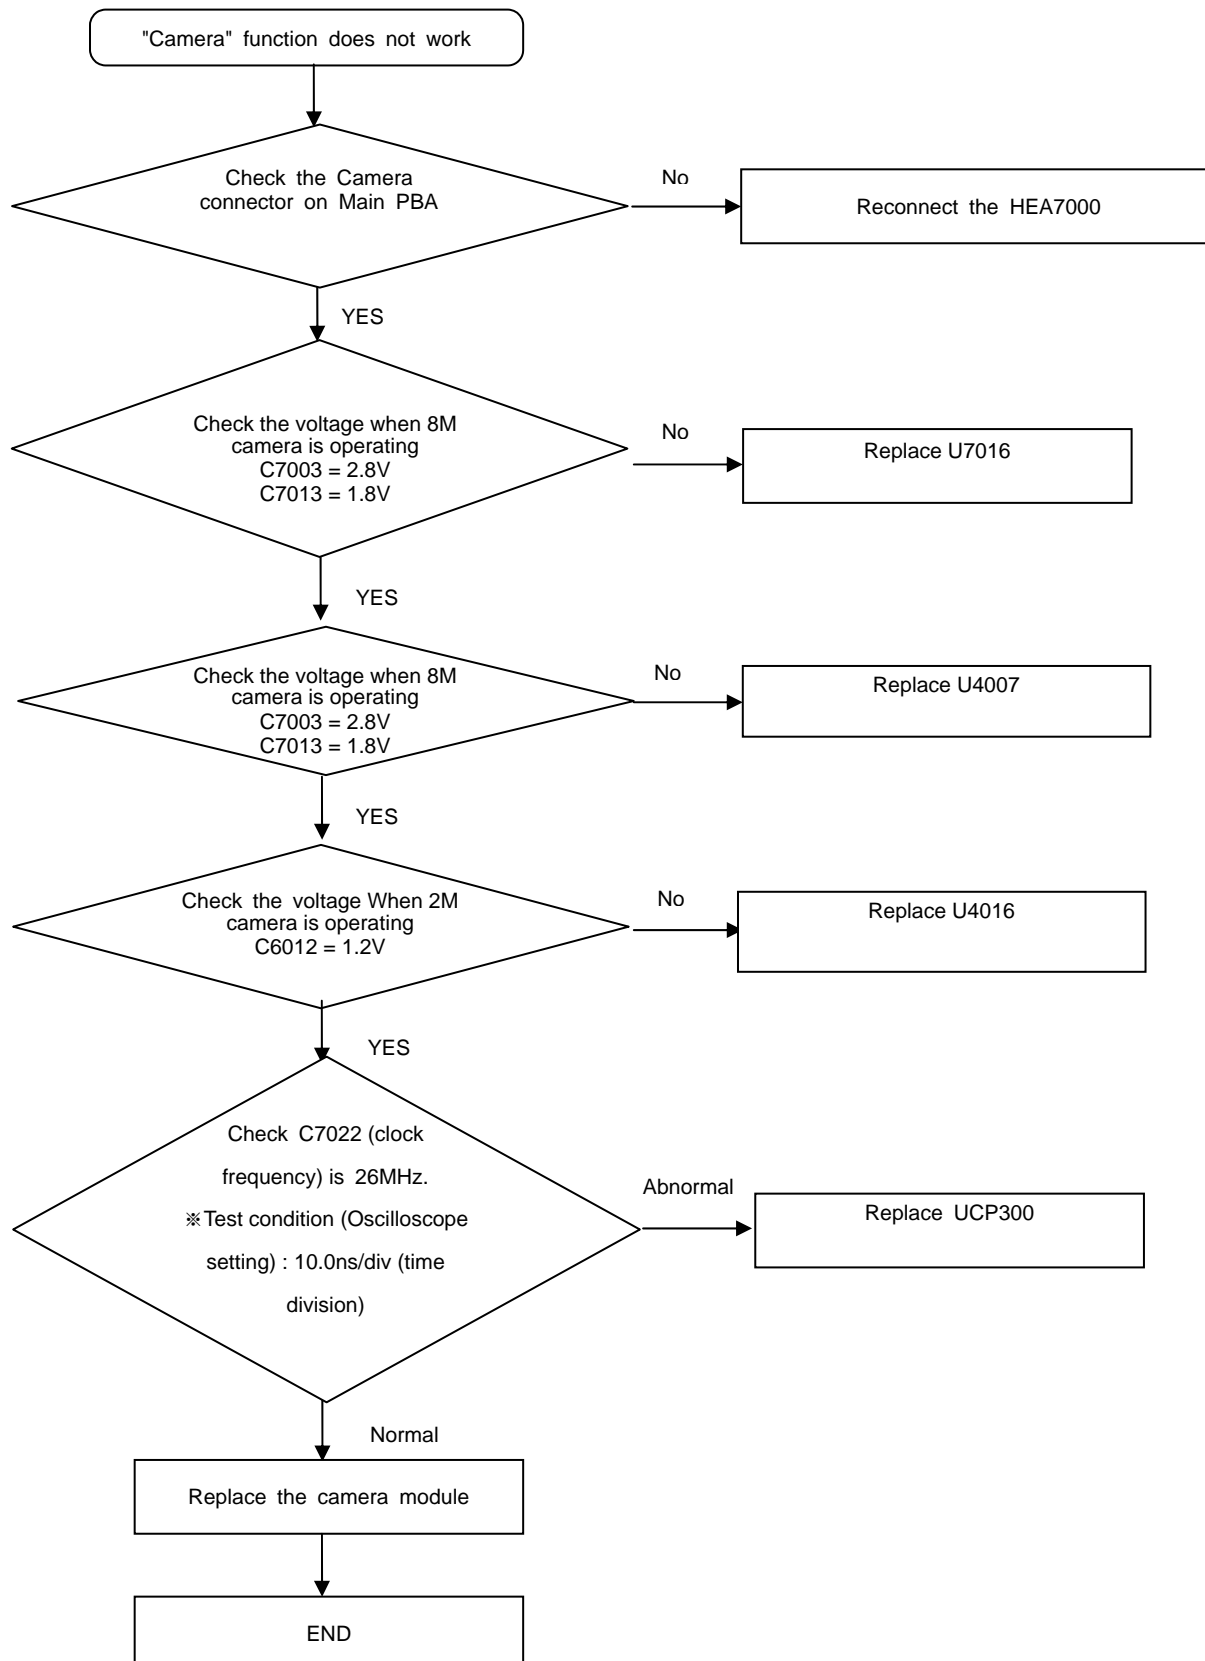 "Camera" function does not work
Check the Camera
connector on Main PBA
No
Reconnect the HEA7000
YES
Check the voltage when 8M
camera is operating
C7003 = 2.8V
C7013 = 1.8V
No
Replace U7016
YES
Check the voltage when 8M
camera is operating
C7003 = 2.8V
C7013 = 1.8V
No
Replace U4007
YES
Check the voltage When 2M
camera is operating
C6012 = 1.2V
No
Replace U4016
YES
Check C7022 (clock
frequency) is 26MHz.
※Test condition (Oscilloscope
setting) : 10.0ns/div (time
division)
Abnormal
Replace UCP300
Normal
Replace the camera module
END